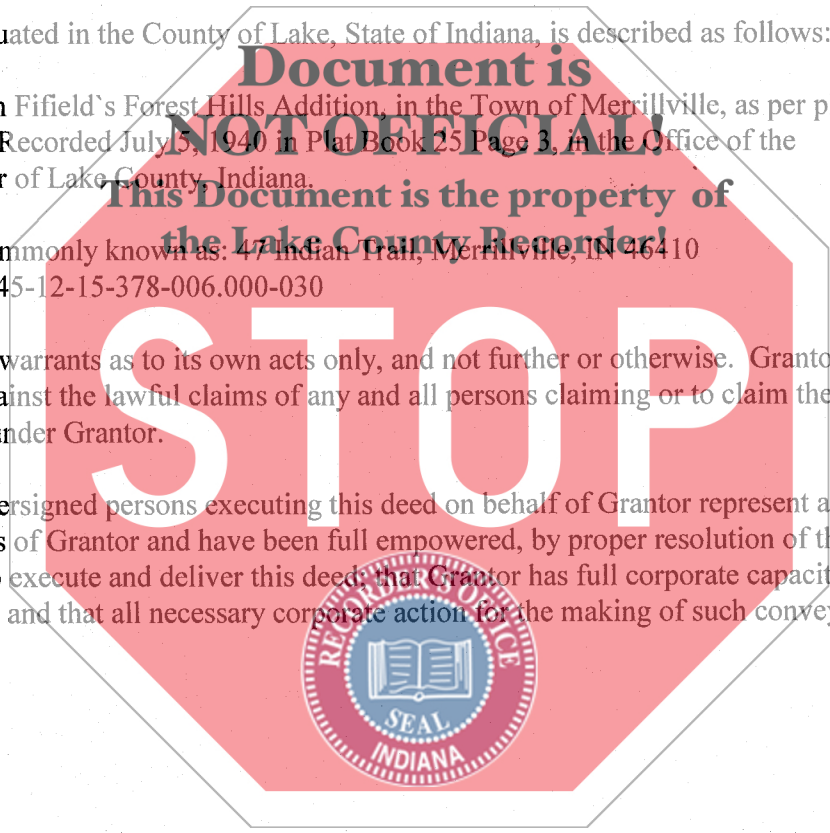 uated in the County of Lake, State of Indiana, is described as follows:
Document is
n Fifield`s Forest Hills Addition, in the Town of Merrillville, as per p
NOT OFFICIAL!
Recorded July 5, 1940 in Plat Book 25 Page 3, in the Office of the
r of Lake County, Indiana.
This Document is the property of
the Lake County Recorder!
mmonly known as: 47 Indian Trail, Merrillville, IN 46410
45-12-15-378-006.000-030
STOP
warrants as to its own acts only, and not further or otherwise. Granto
ainst the lawful claims of any and all persons claiming or to claim the
under Grantor.
ersigned persons executing this deed on behalf of Grantor represent a
s of Grantor and have been full empowered, by proper resolution of th
execute and deliver this deed; that Grantor has full corporate capacit
and that all necessary corporate action for the making of such convey
RECORDER'S OFFICE
SEAL
INDIANA